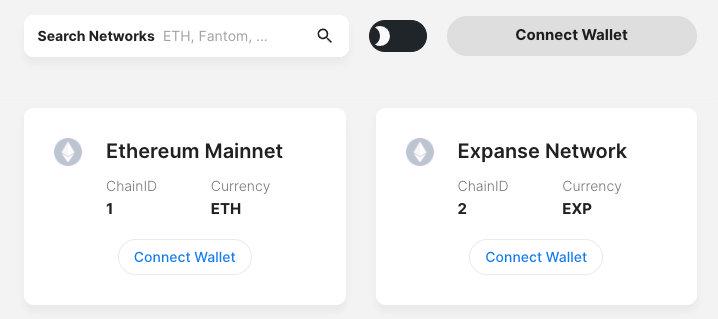 Search Networks ETH, Fantom, ... Connect Wallet
Ethereum Mainnet
ChainID Currency
1 ETH
Connect Wallet
Expanse Network
ChainID Currency
2 EXP
Connect Wallet